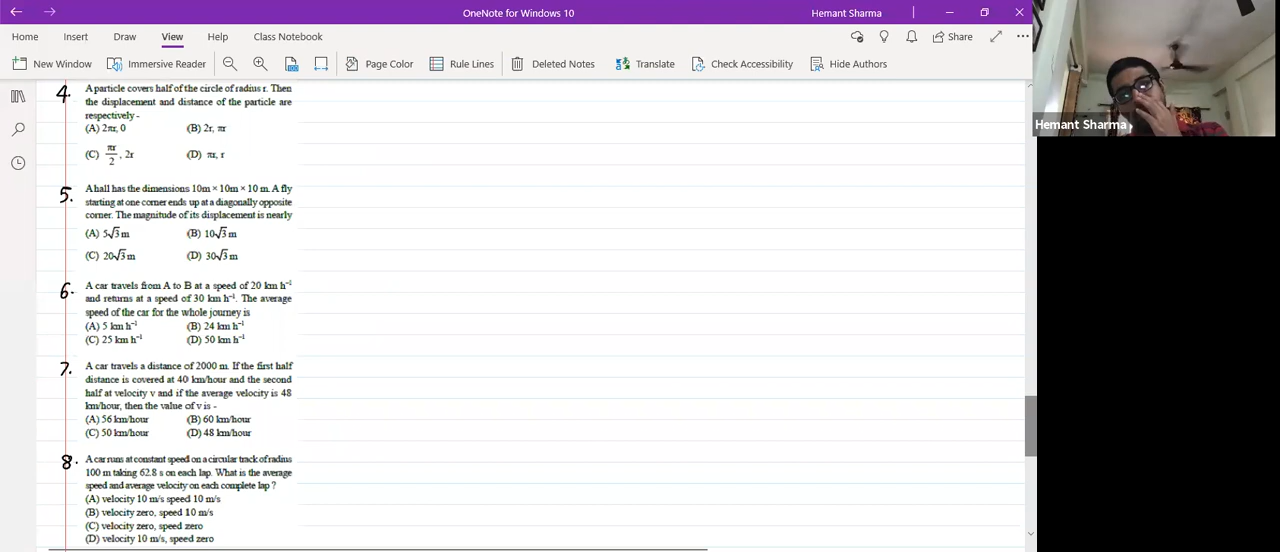 OneNote for Windows 10
Hemant Sharma
Home Insert Draw View Help Class Notebook
Share
New Window Immersive Reader Page Color Rule Lines Deleted Notes Translate Check Accessibility Hide Authors
Hemant Sharma
4. A particle covers half of the circle of radius r. Then
the displacement and distance of the particle are
respectively -
(A) 2πr, 0 (B) 2r, πr
(C) πr/2, 2r (D) πr, r
5. A hall has the dimensions 10m × 10m × 10 m. A fly
starting at one corner ends up at a diagonally opposite
corner. The magnitude of its displacement is nearly
(A) 5√3 m (B) 10√3 m
(C) 20√3 m (D) 30√3 m
6. A car travels from A to B at a speed of 20 km h⁻¹
and returns at a speed of 30 km h⁻¹. The average
speed of the car for the whole journey is
(A) 5 km h⁻¹ (B) 24 km h⁻¹
(C) 25 km h⁻¹ (D) 50 km h⁻¹
7. A car travels a distance of 2000 m. If the first half
distance is covered at 40 km/hour and the second
half at velocity v and if the average velocity is 48
km/hour, then the value of v is -
(A) 56 km/hour (B) 60 km/hour
(C) 50 km/hour (D) 48 km/hour
8. A car runs at constant speed on a circular track of radius
100 m taking 62.8 s on each lap. What is the average
speed and average velocity on each complete lap ?
(A) velocity 10 m/s speed 10 m/s
(B) velocity zero, speed 10 m/s
(C) velocity zero, speed zero
(D) velocity 10 m/s, speed zero